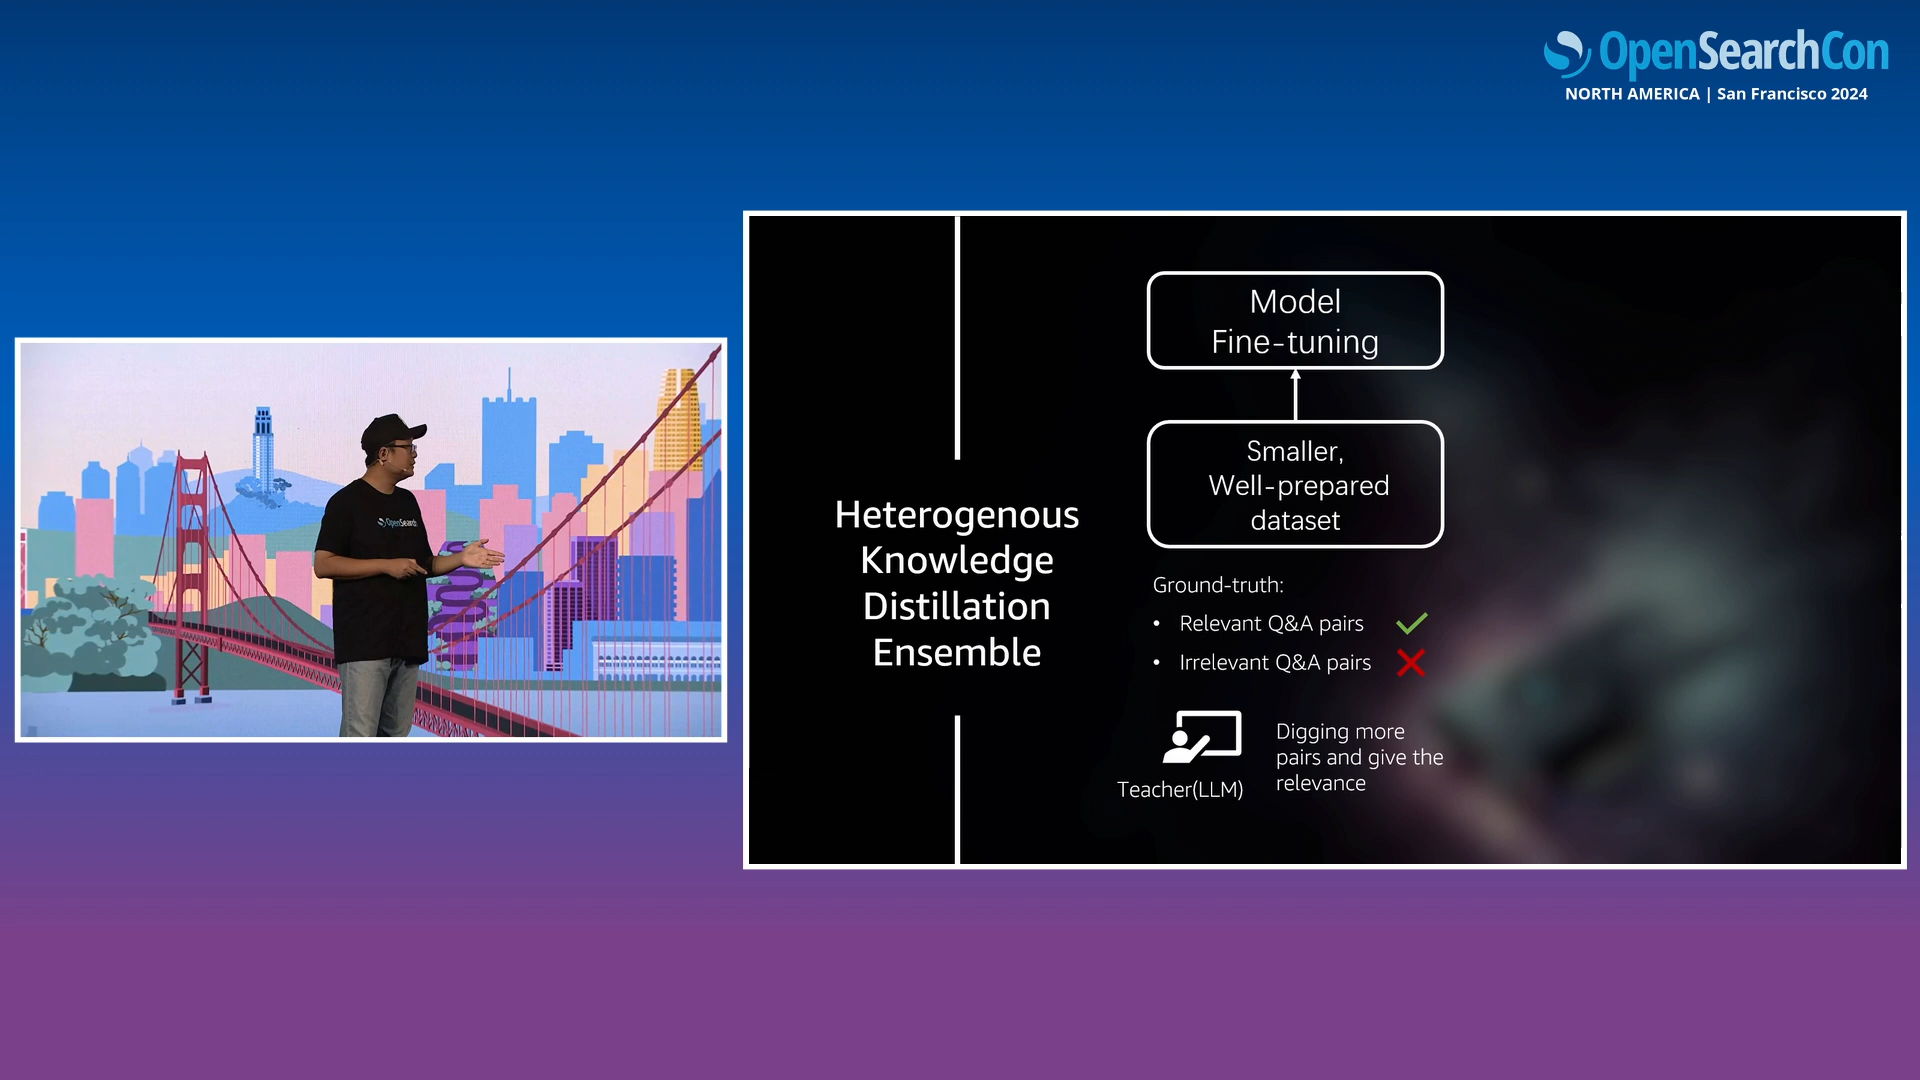 OpenSearchCon
NORTH AMERICA | San Francisco 2024
OpenSearch
Heterogenous
Knowledge
Distillation
Ensemble
Model
Fine-tuning
Smaller,
Well-prepared
dataset
Ground-truth:
• Relevant Q&A pairs
• Irrelevant Q&A pairs
Teacher(LLM)
Digging more
pairs and give the
relevance